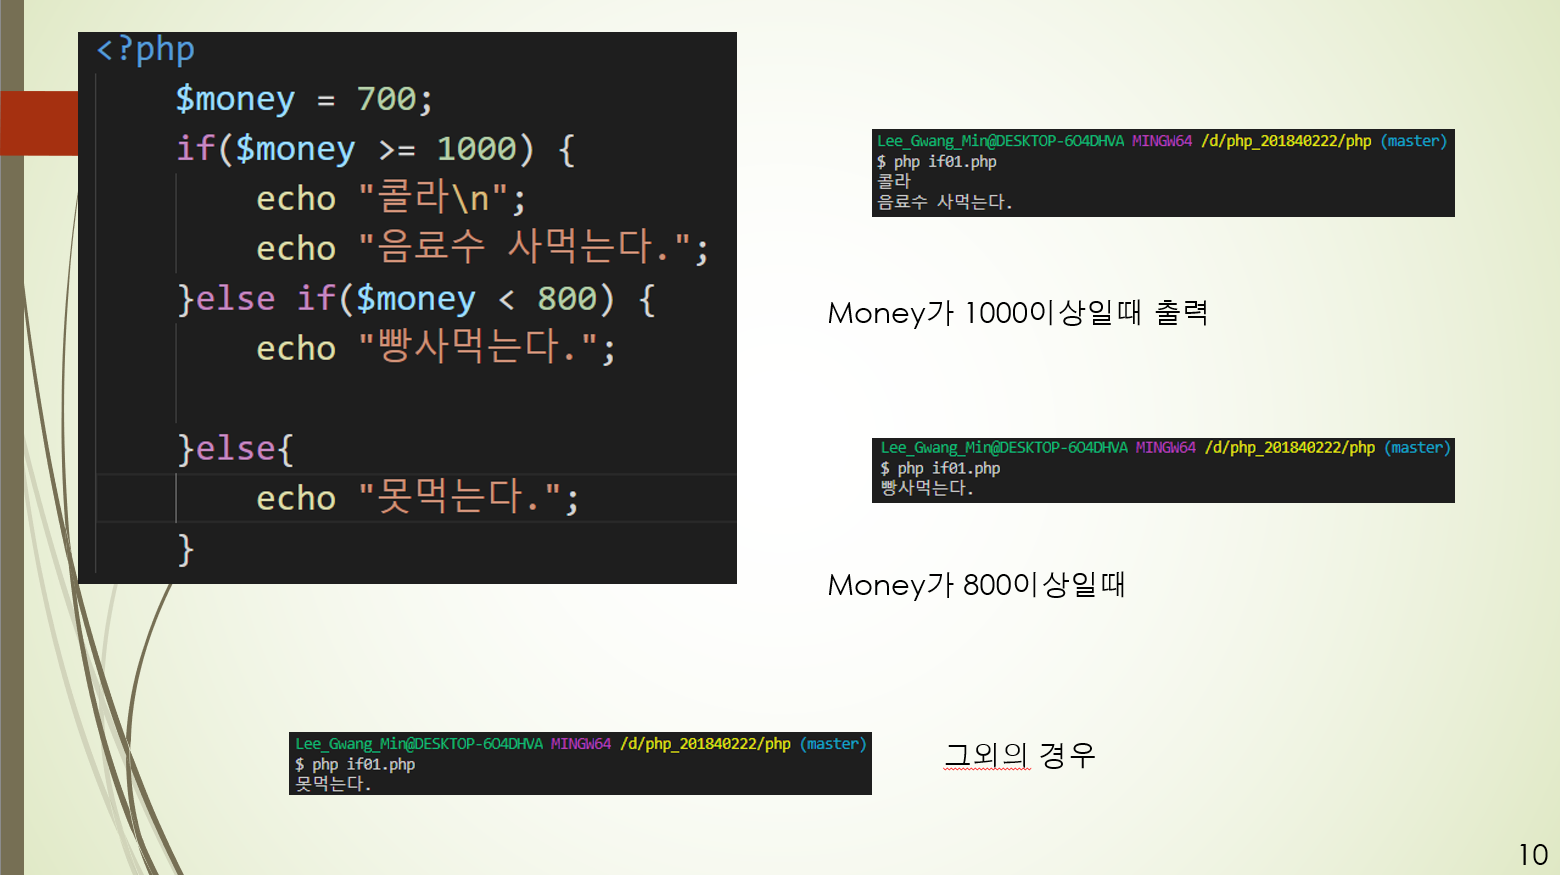 <?php
$money = 700;
if($money >= 1000) {
echo "콜라\n";
echo "음료수 사먹는다.";
}else if($money < 800) {
echo "빵사먹는다.";
}else{
echo "못먹는다.";
}
Lee_Gwang_Min@DESKTOP-6O4DHVA MINGW64 /d/php_201840222/php (master)
$ php if01.php
콜라
음료수 사먹는다.
Money가 1000이상일때 출력
Lee_Gwang_Min@DESKTOP-6O4DHVA MINGW64 /d/php_201840222/php (master)
$ php if01.php
빵사먹는다.
Money가 800이상일때
Lee_Gwang_Min@DESKTOP-6O4DHVA MINGW64 /d/php_201840222/php (master)
$ php if01.php
못먹는다.
그외의 경우
10